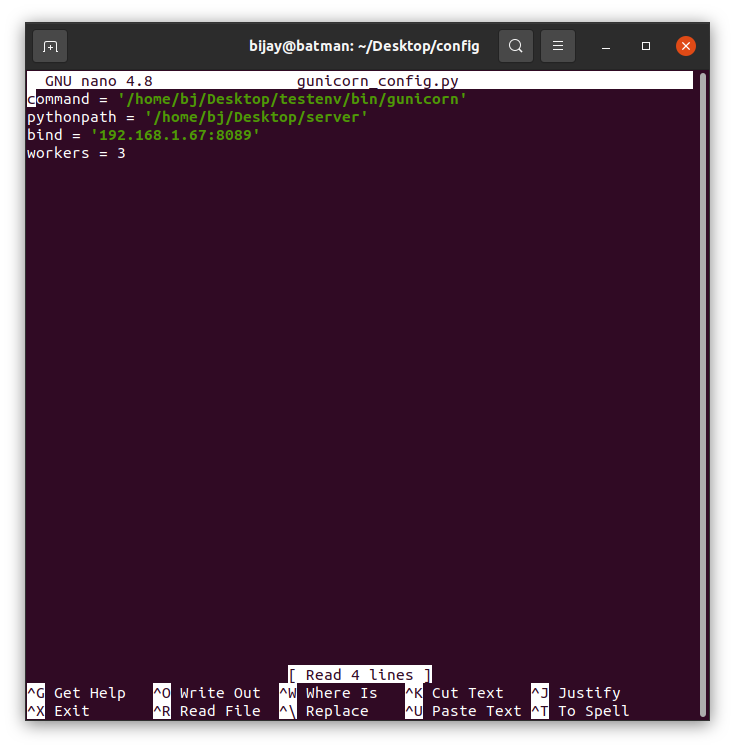 bijay@batman: ~/Desktop/config
GNU nano 4.8 gunicorn_config.py
command = '/home/bj/Desktop/testenv/bin/gunicorn'
pythonpath = '/home/bj/Desktop/server'
bind = '192.168.1.67:8089'
workers = 3
[ Read 4 lines ]
^G Get Help ^O Write Out ^W Where Is ^K Cut Text ^J Justify
^X Exit ^R Read File ^\ Replace ^U Paste Text ^T To Spell